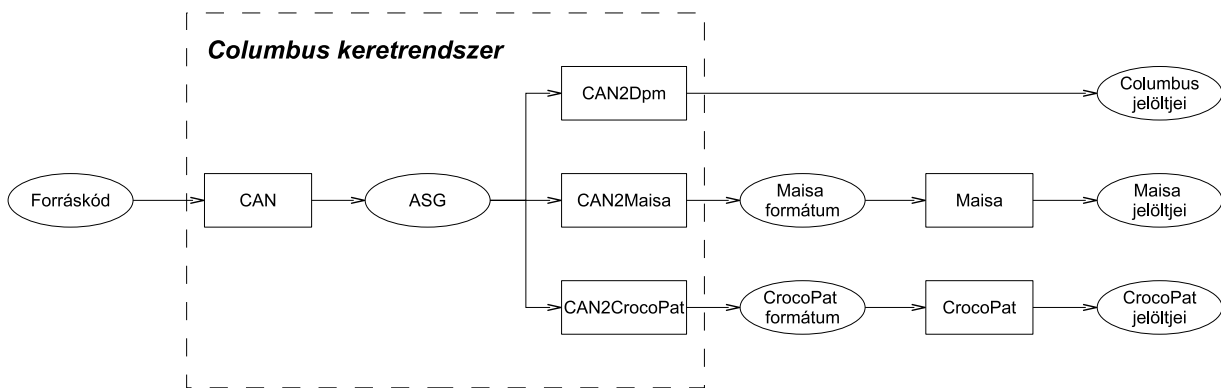 Columbus keretrendszer
CAN2Dpm
Columbus
jelöltjei
Forráskód
CAN
ASG
CAN2Maisa
Maisa
formátum
Maisa
Maisa
jelöltjei
CAN2CrocoPat
CrocoPat
formátum
CrocoPat
CrocoPat
jelöltjei